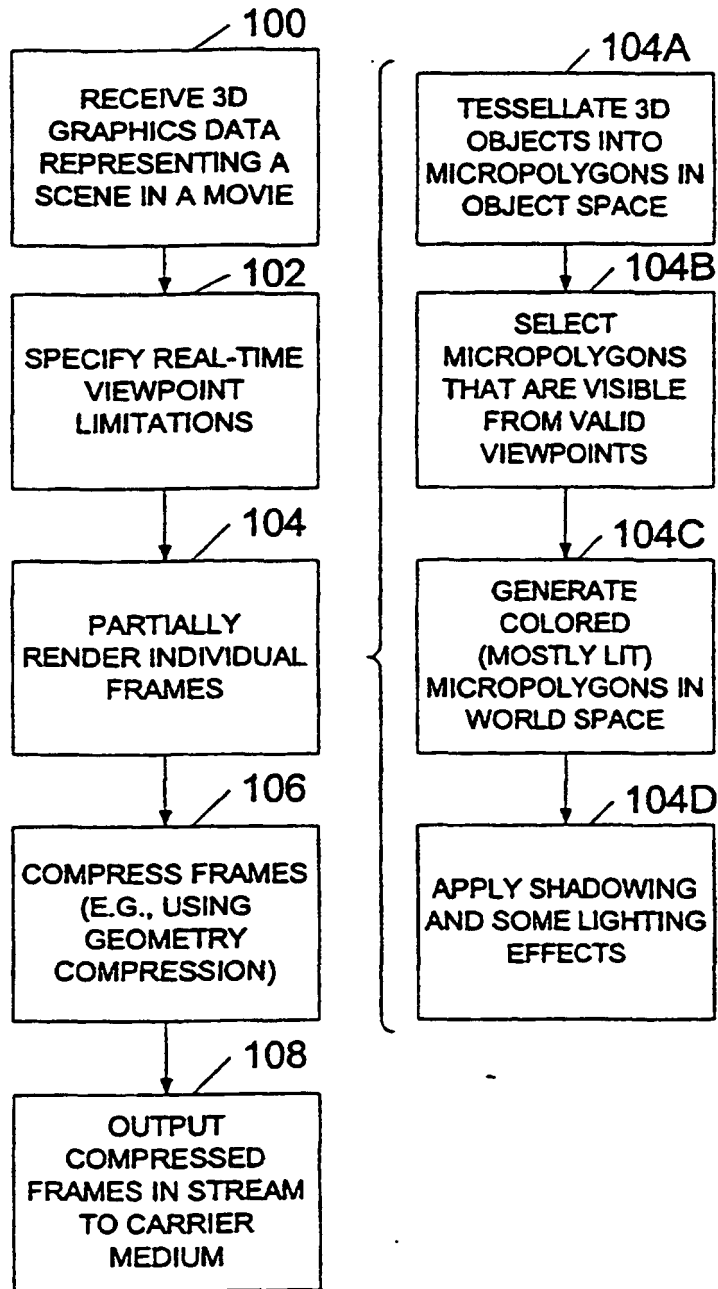 100
RECEIVE 3D
GRAPHICS DATA
REPRESENTING A
SCENE IN A MOVIE
102
SPECIFY REAL-TIME
VIEWPOINT
LIMITATIONS
104
PARTIALLY
RENDER INDIVIDUAL
FRAMES
106
COMPRESS FRAMES
(E.G., USING
GEOMETRY
COMPRESSION)
108
OUTPUT
COMPRESSED
FRAMES IN STREAM
TO CARRIER
MEDIUM
104A
TESSELLATE 3D
OBJECTS INTO
MICROPOLYGONS IN
OBJECT SPACE
104B
SELECT
MICROPOLYGONS
THAT ARE VISIBLE
FROM VALID
VIEWPOINTS
104C
GENERATE
COLORED
(MOSTLY LIT)
MICROPOLYGONS IN
WORLD SPACE
104D
APPLY SHADOWING
AND SOME LIGHTING
EFFECTS